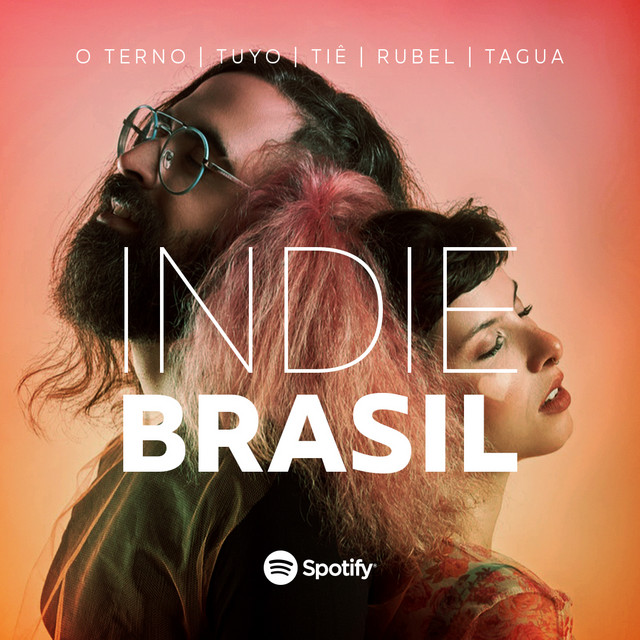 O TERNO | TUYO | TIÊ | RUBEL | TAGUA
INDIE
BRASIL
Spotify